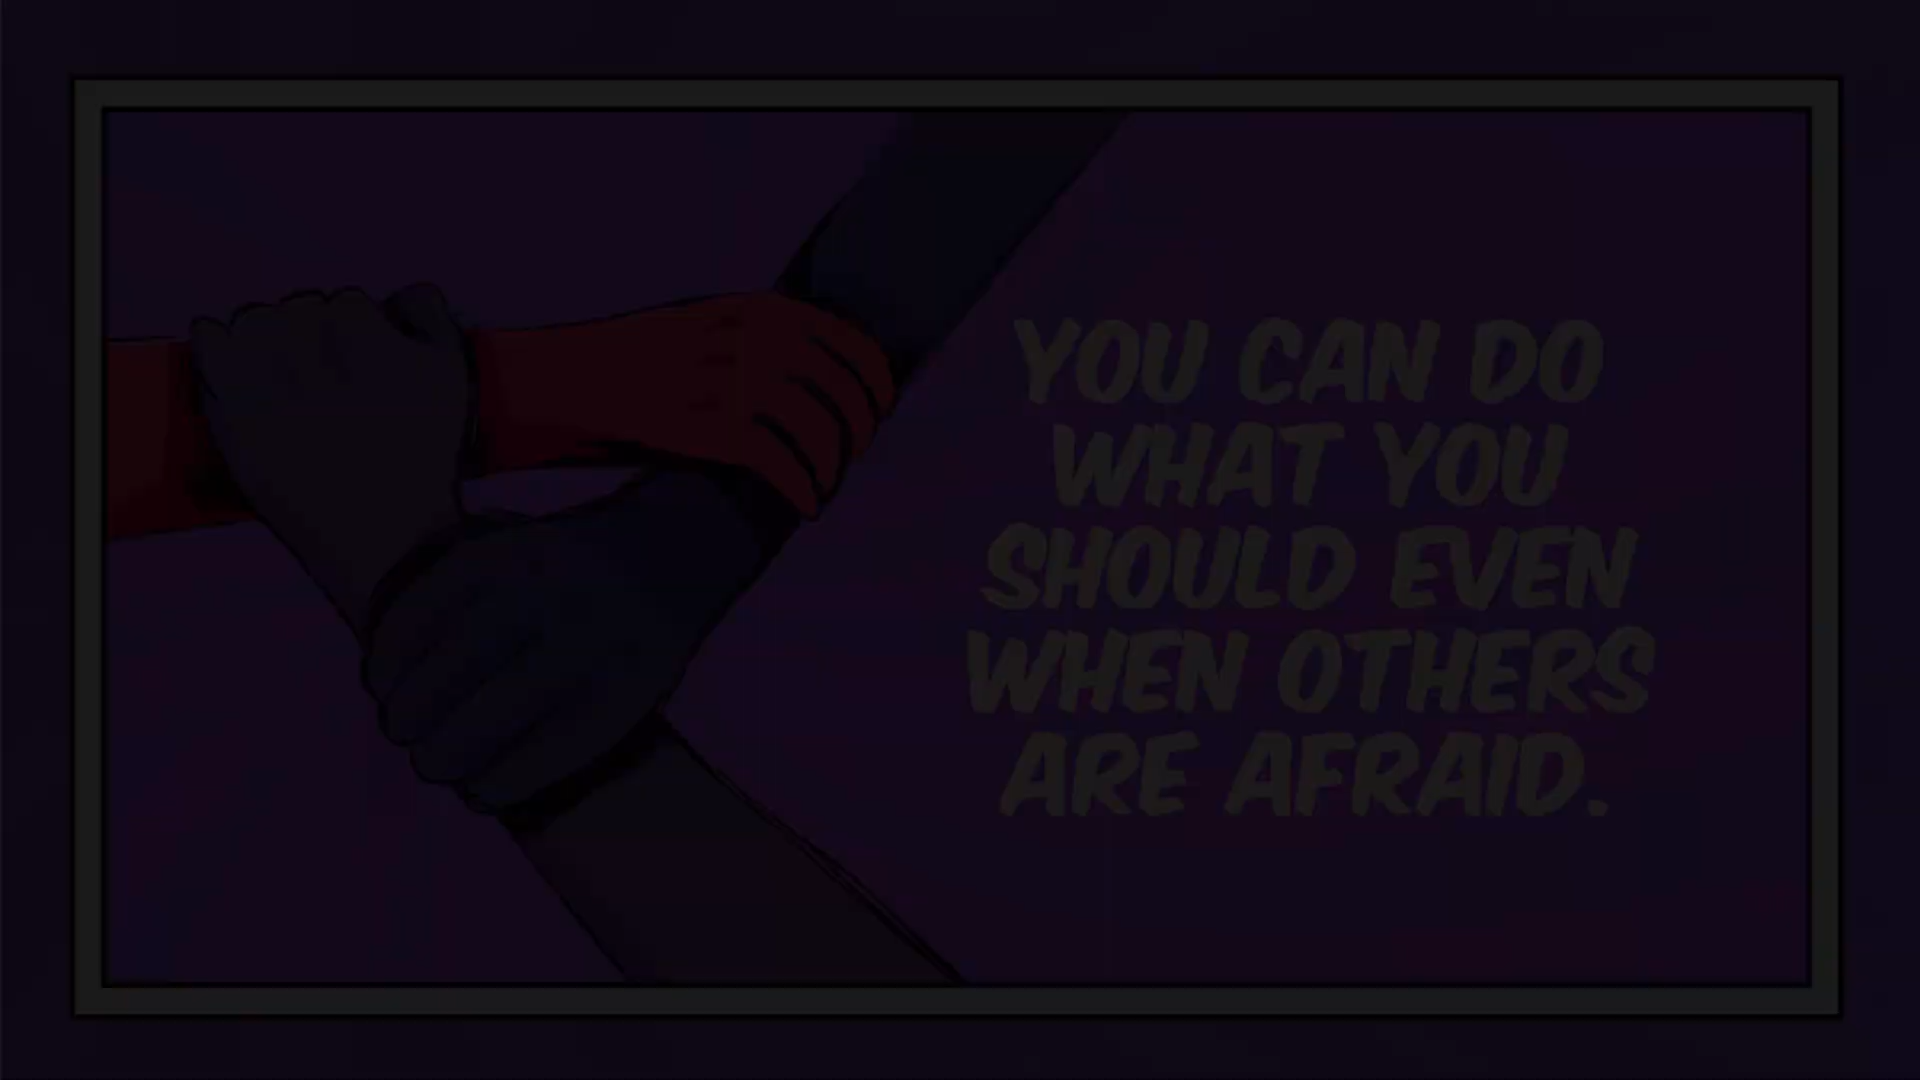 YOU CAN DO
WHAT YOU
SHOULD EVEN
WHEN OTHERS
ARE AFRAID.